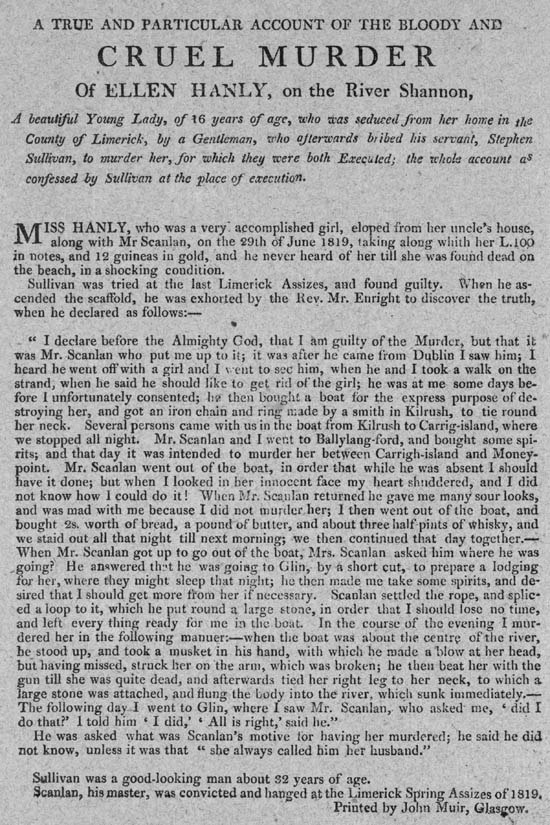 A TRUE AND PARTICULAR ACCOUNT OF THE BLOODY AND
CRUEL MURDER
Of ELLEN HANLY, on the River Shannon,
A beautiful Young Lady, of 16 years of age, who was seduced from her home in the
County of Limerick, by a Gentleman, who afterwards bribed his servant, Stephen
Sullivan, to murder her, for which they were both Executed; the whole account as
confessed by Sullivan at the place of execution.
MISS HANLY, who was a very accomplished girl, eloped from her uncle's house,
along with Mr Scanlan, on the 29th of June 1819, taking along whith her L.100
in notes, and 12 guineas in gold, and he never heard of her till she was found dead on
the beach, in a shocking condition.
Sullivan was tried at the last Limerick Assizes, and found guilty. When he as-
cended the scaffold, he was exhorted by the Rev. Mr. Enright to discover the truth,
when he declared as follows:—
" I declare before the Almighty God, that I am guilty of the Murder, but that it
was Mr. Scanlan who put me up to it; it was after he came from Dublin I saw him; I
heard he went off with a girl and I went to see him, when he and I took a walk on the
strand, when he said he should like to get rid of the girl; he was at me some days be-
fore I unfortunately consented; he then bought a boat for the express purpose of de-
stroying her, and got an iron chain and ring made by a smith in Kilrush, to tie round
her neck. Several persons came with us in the boat from Kilrush to Carrig-island, where
we stopped all night. Mr. Scanlan and I went to Ballylang-ford, and bought some spi-
rits; and that day it was intended to murder her between Carrigh-island and Money-
point. Mr. Scanlan went out of the boat, in order that while he was absent I should
have it done; but when I looked in her innocent face my heart shuddered, and I did
not know how I could do it! When Mr. Scanlan returned he gave me many sour looks,
and was mad with me because I did not murder her; I then went out of the boat, and
bought 2s. worth of bread, a pound of butter, and about three half-pints of whisky, and
we staid out all that night till next morning; we then continued that day together.—
When Mr. Scanlan got up to go out of the boat, Mrs. Scanlan asked him where he was
going? He answered that he was going to Glin, by a short cut, to prepare a lodging
for her, where they might sleep that night; he then made me take some spirits, and de-
sired that I should get more from her if necessary. Scanlan settled the rope, and splic-
ed a loop to it, which he put round a large stone, in order that I should lose no time,
and left every thing ready for me in the boat. In the course of the evening I mur-
dered her in the following manner:—when the boat was about the centre of the river,
he stood up, and took a musket in his hand, with which he made a blow at her head,
but having missed, struck her on the arm, which was broken; he then beat her with the
gun till she was quite dead, and afterwards tied her right leg to her neck, to which a
large stone was attached, and flung the body into the river, which sunk immediately.—
The following day I went to Glin, where I saw Mr. Scanlan, who asked me, ' did I
do that?' I told him ' I did,' ' All is right,' said he."
He was asked what was Scanlan's motive for having her murdered; he said he did
not know, unless it was that " she always called him her husband."
Sullivan was a good-looking man about 32 years of age.
Scanlan, his master, was convicted and hanged at the Limerick Spring Assizes of 1819.
Printed by John Muir, Glasgow.